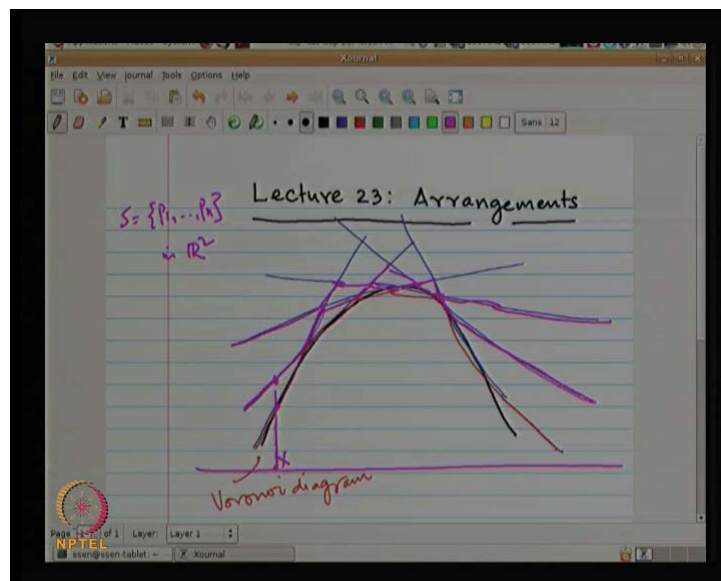 Xournal
File Edit View Journal Tools Options Help
Sans 12
Lecture 23: Arrangements
S = {P1, ..., Pn}
in ℝ²
X
Voronoi diagram
Page 1 of 1 Layer: Layer 1
NPTEL
ssen@ssen-tablet: ~ Xournal